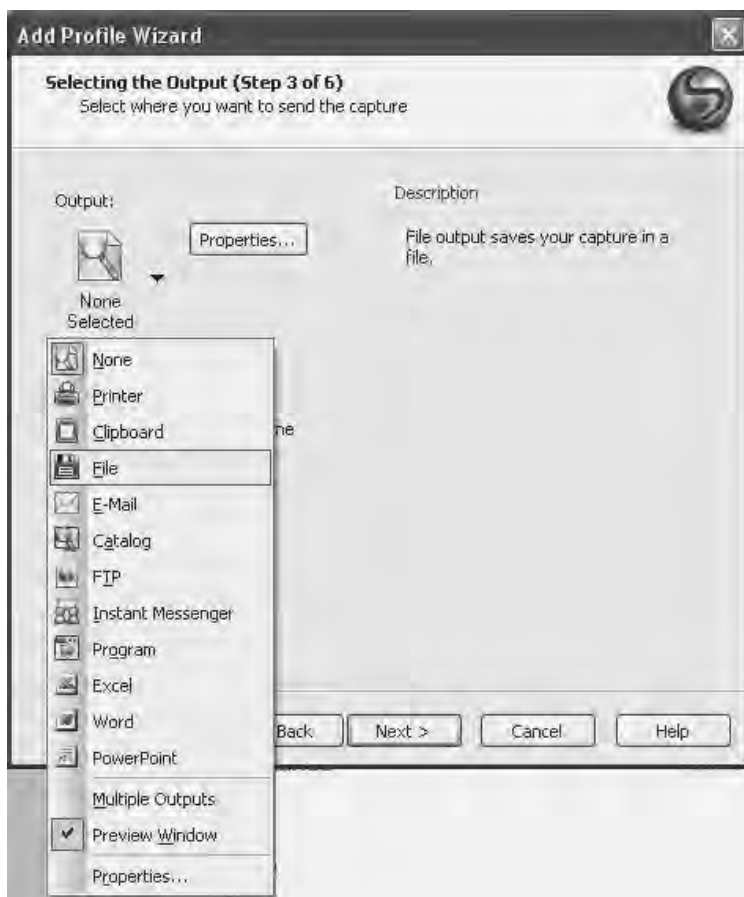 Add Profile Wizard
Selecting the Output (Step 3 of 6)
Select where you want to send the capture
Output:
Properties...
Description
File output saves your capture in a
file.
None
Selected
None
Printer
Clipboard
ne
File
E-Mail
Catalog
FTP
Instant Messenger
Program
Excel
Word
PowerPoint
Back
Next >
Cancel
Help
Multiple Outputs
Preview Window
Properties...